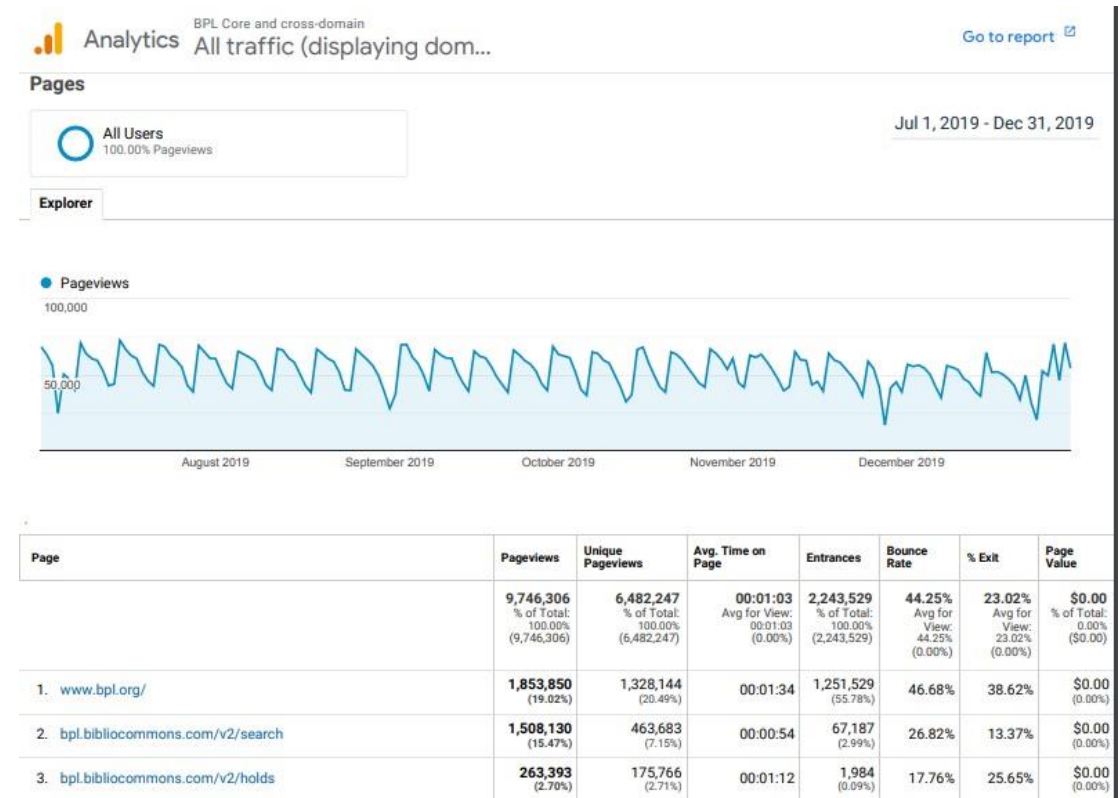 BPL Core and cross-domain
Analytics All traffic (displaying dom...
Go to report
Pages
All Users
100.00% Pageviews
Jul 1, 2019 - Dec 31, 2019
Explorer
Pageviews
100,000
50,000
August 2019 September 2019 October 2019 November 2019 December 2019
Page Pageviews Unique Pageviews Avg. Time on Page Entrances Bounce Rate % Exit Page Value
9,746,306 6,482,247 00:01:03 2,243,529 44.25% 23.02% $0.00
% of Total: % of Total: Avg for View: % of Total: Avg for Avg for % of Total:
100.00% 100.00% 00:01:03 100.00% View: View: 0.00%
(9,746,306) (6,482,247) (0.00%) (2,243,529) 44.25% 23.02% ($0.00)
(0.00%) (0.00%)
1. www.bpl.org/ 1,853,850 1,328,144 00:01:34 1,251,529 46.68% 38.62% $0.00
(19.02%) (20.49%) (55.78%) (0.00%)
2. bpl.bibliocommons.com/v2/search 1,508,130 463,683 00:00:54 67,187 26.82% 13.37% $0.00
(15.47%) (7.15%) (2.99%) (0.00%)
3. bpl.bibliocommons.com/v2/holds 263,393 175,766 00:01:12 1,984 17.76% 25.65% $0.00
(2.70%) (2.71%) (0.09%) (0.00%)